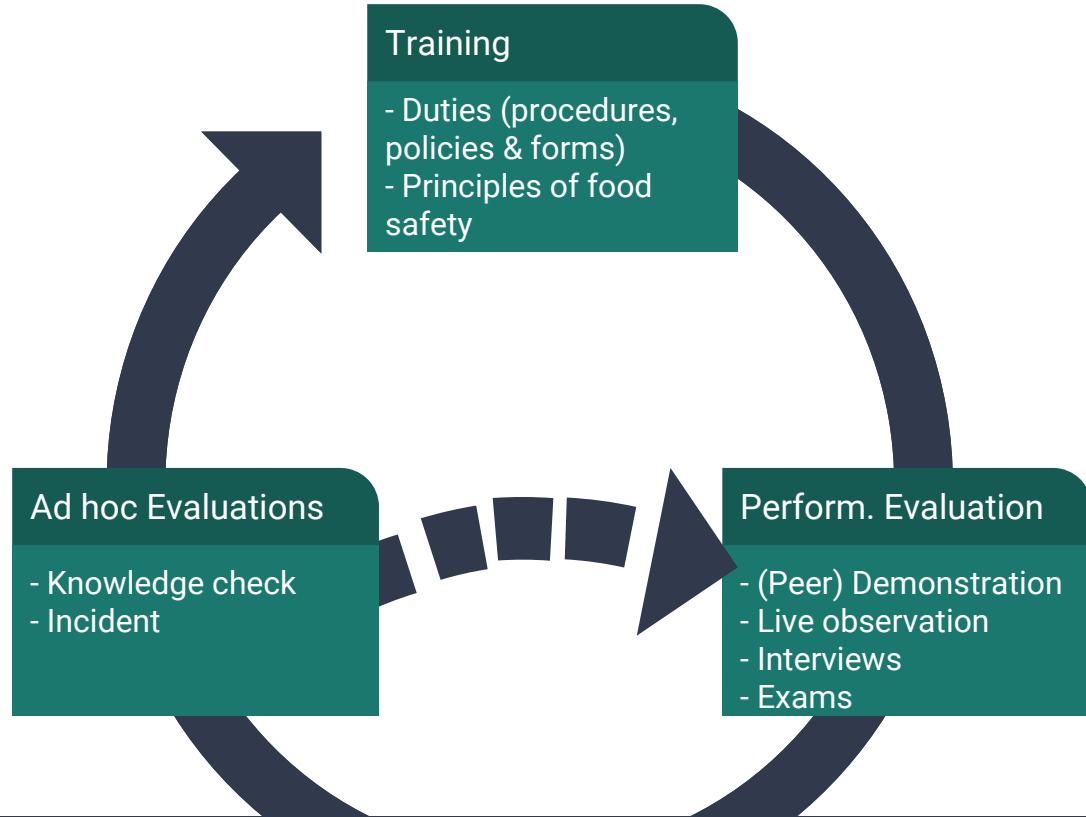 Training
- Duties (procedures,
policies & forms)
- Principles of food
safety
Ad hoc Evaluations
- Knowledge check
- Incident
Perform. Evaluation
- (Peer) Demonstration
- Live observation
- Interviews
- Exams